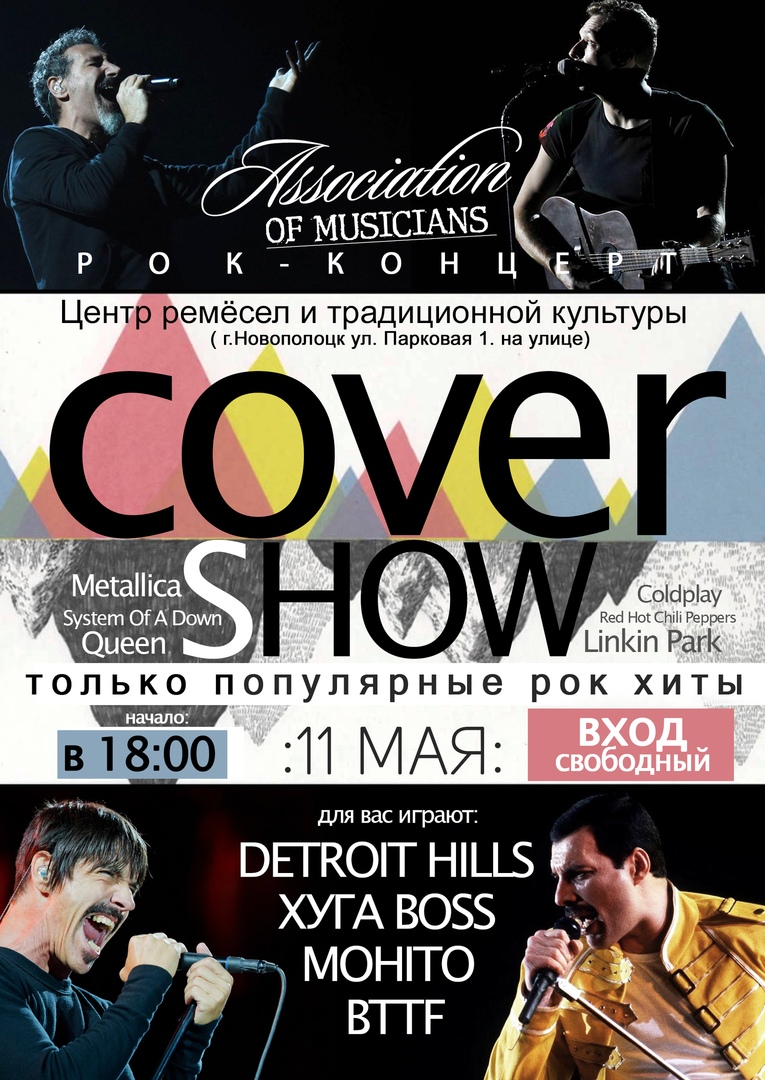 Association
OF MUSICIANS
РОК-КОНЦЕРТ
Центр ремёсел и традиционной культуры
( г.Новополоцк ул. Парковая 1. на улице)
cover
SHOW
Metallica
System Of A Down
Queen
Coldplay
Red Hot Chili Peppers
Linkin Park
только популярные рок хиты
начало:
в 18:00
:11 МАЯ:
ВХОД
свободный
для вас играют:
DETROIT HILLS
ХУГА BOSS
МОНІТО
BTTF